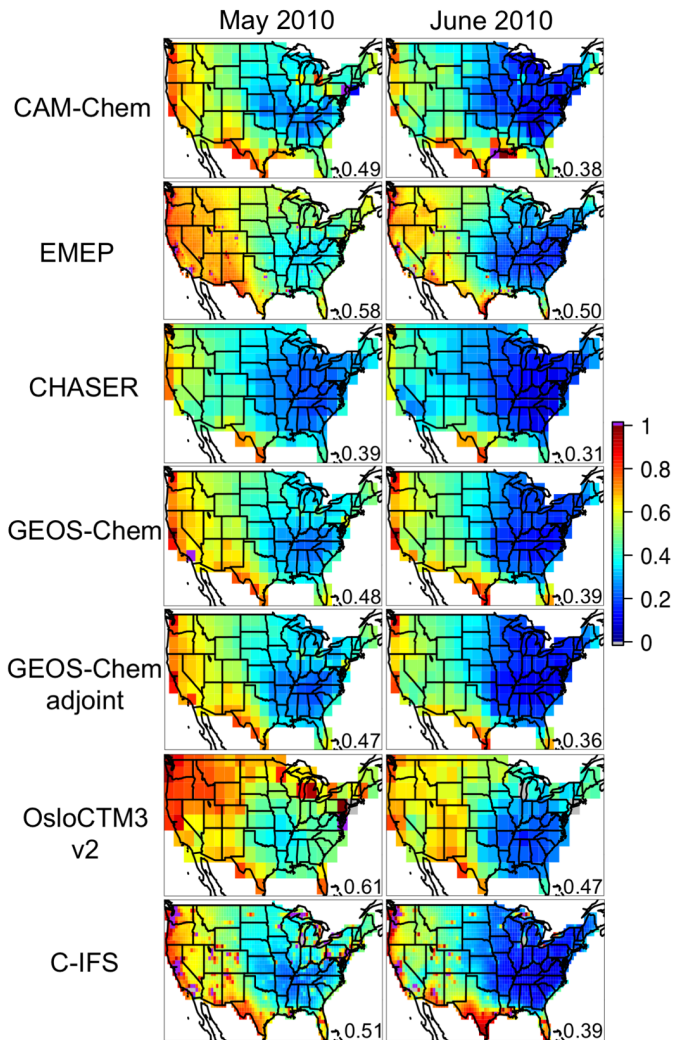 May 2010 June 2010
CAM-Chem
0.49 0.38
EMEP
0.58 0.50
CHASER
0.39 0.31
1
0.8
0.6
0.4
0.2
0
GEOS-Chem
0.48 0.39
GEOS-Chem
adjoint
0.47 0.36
OsloCTM3
v2
0.61 0.47
C-IFS
0.51 0.39